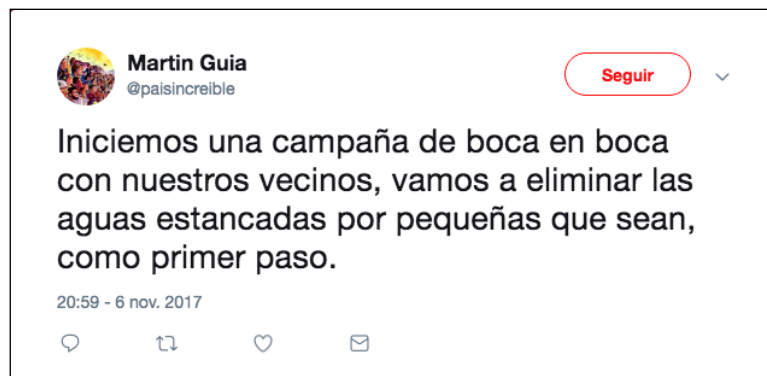 Martin Guia
@paisincreible
Seguir
Iniciemos una campaña de boca en boca
con nuestros vecinos, vamos a eliminar las
aguas estancadas por pequeñas que sean,
como primer paso.
20:59 - 6 nov. 2017